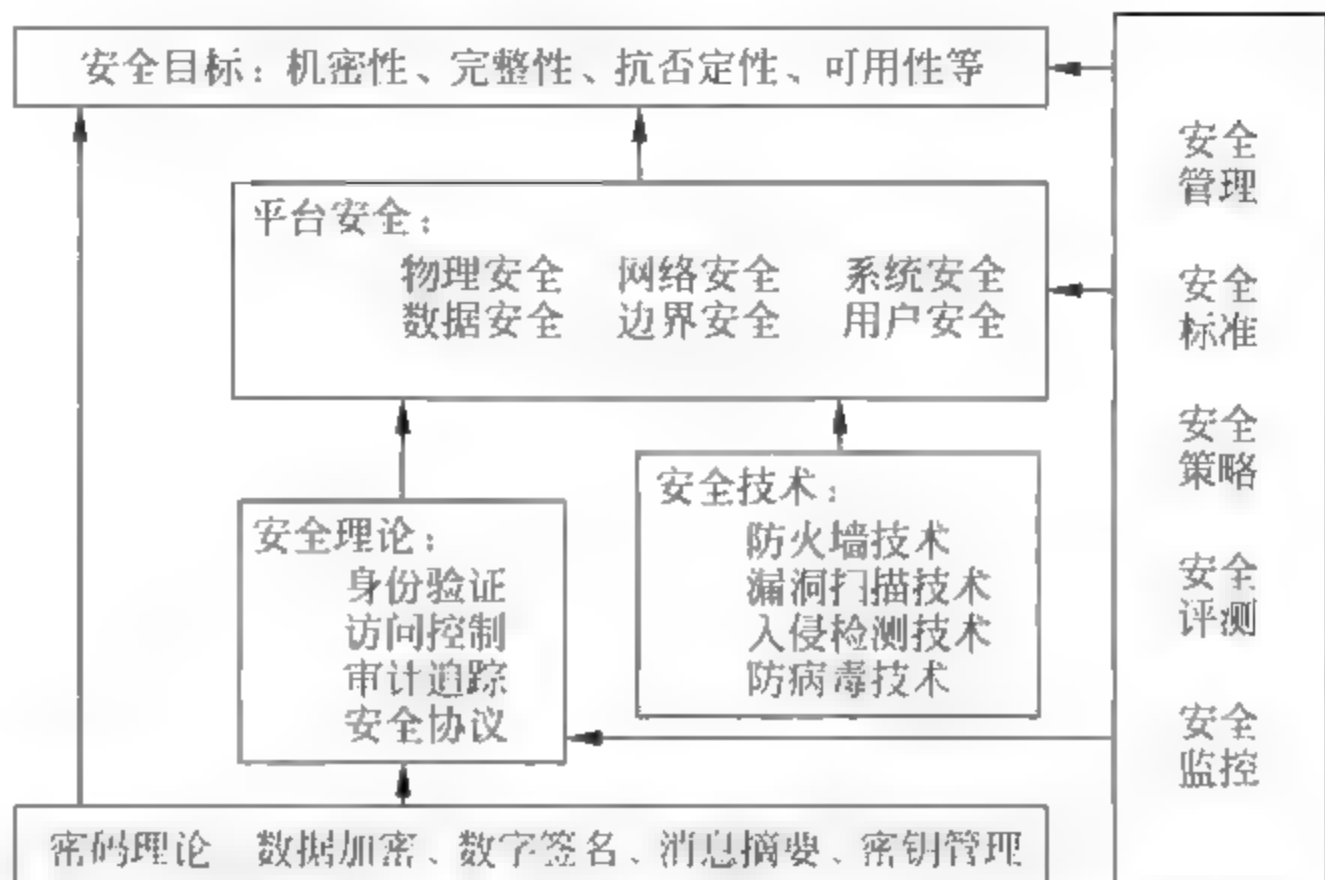 安全目标：机密性、完整性、抗否定性、可用性等
平台安全：
物理安全 网络安全 系统安全
数据安全 边界安全 用户安全
安全理论：
身份验证
访问控制
审计追踪
安全协议
安全技术：
防火墙技术
漏洞扫描技术
入侵检测技术
防病毒技术
密码理论 数据加密、数字签名、消息摘要、密钥管理
安全
管理
安全
标准
安全
策略
安全
评测
安全
监控